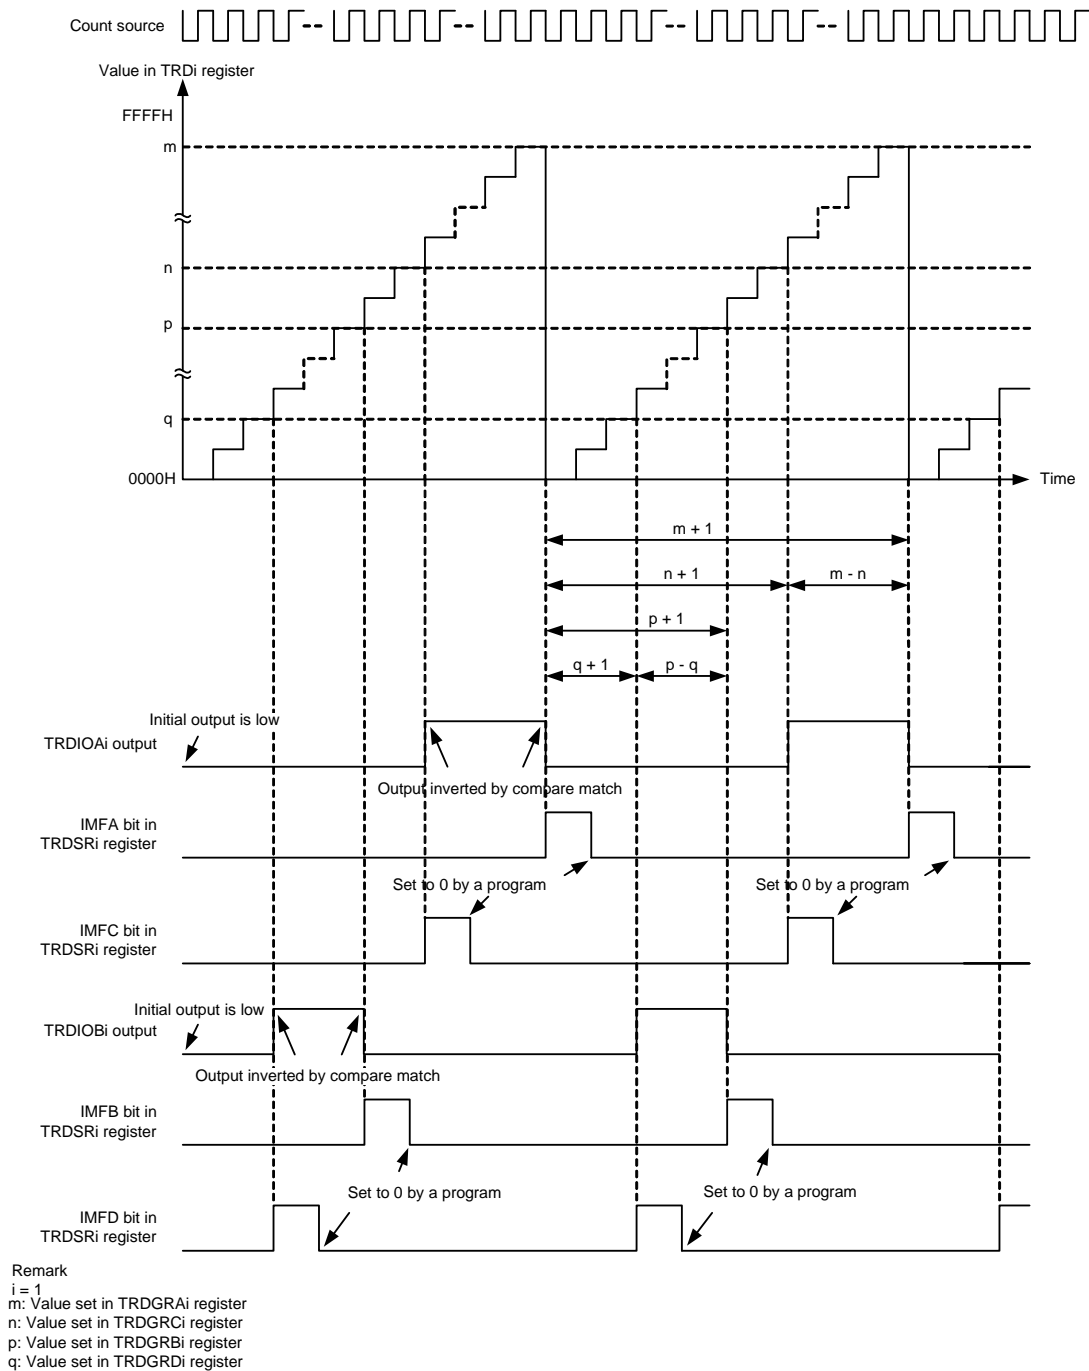 Count source
Value in TRDi register
FFFFH
m
n
p
q
0000H
Time
m + 1
n + 1
m - n
p + 1
q + 1
p - q
Initial output is low
TRDIOAi output
Output inverted by compare match
IMFA bit in
TRDSRi register
Set to 0 by a program
Set to 0 by a program
IMFC bit in
TRDSRi register
Initial output is low
TRDIOBi output
Output inverted by compare match
IMFB bit in
TRDSRi register
Set to 0 by a program
Set to 0 by a program
IMFD bit in
TRDSRi register
Remark
i = 1
m: Value set in TRDGRAi register
n: Value set in TRDGRCi register
p: Value set in TRDGRBi register
q: Value set in TRDGRDi register